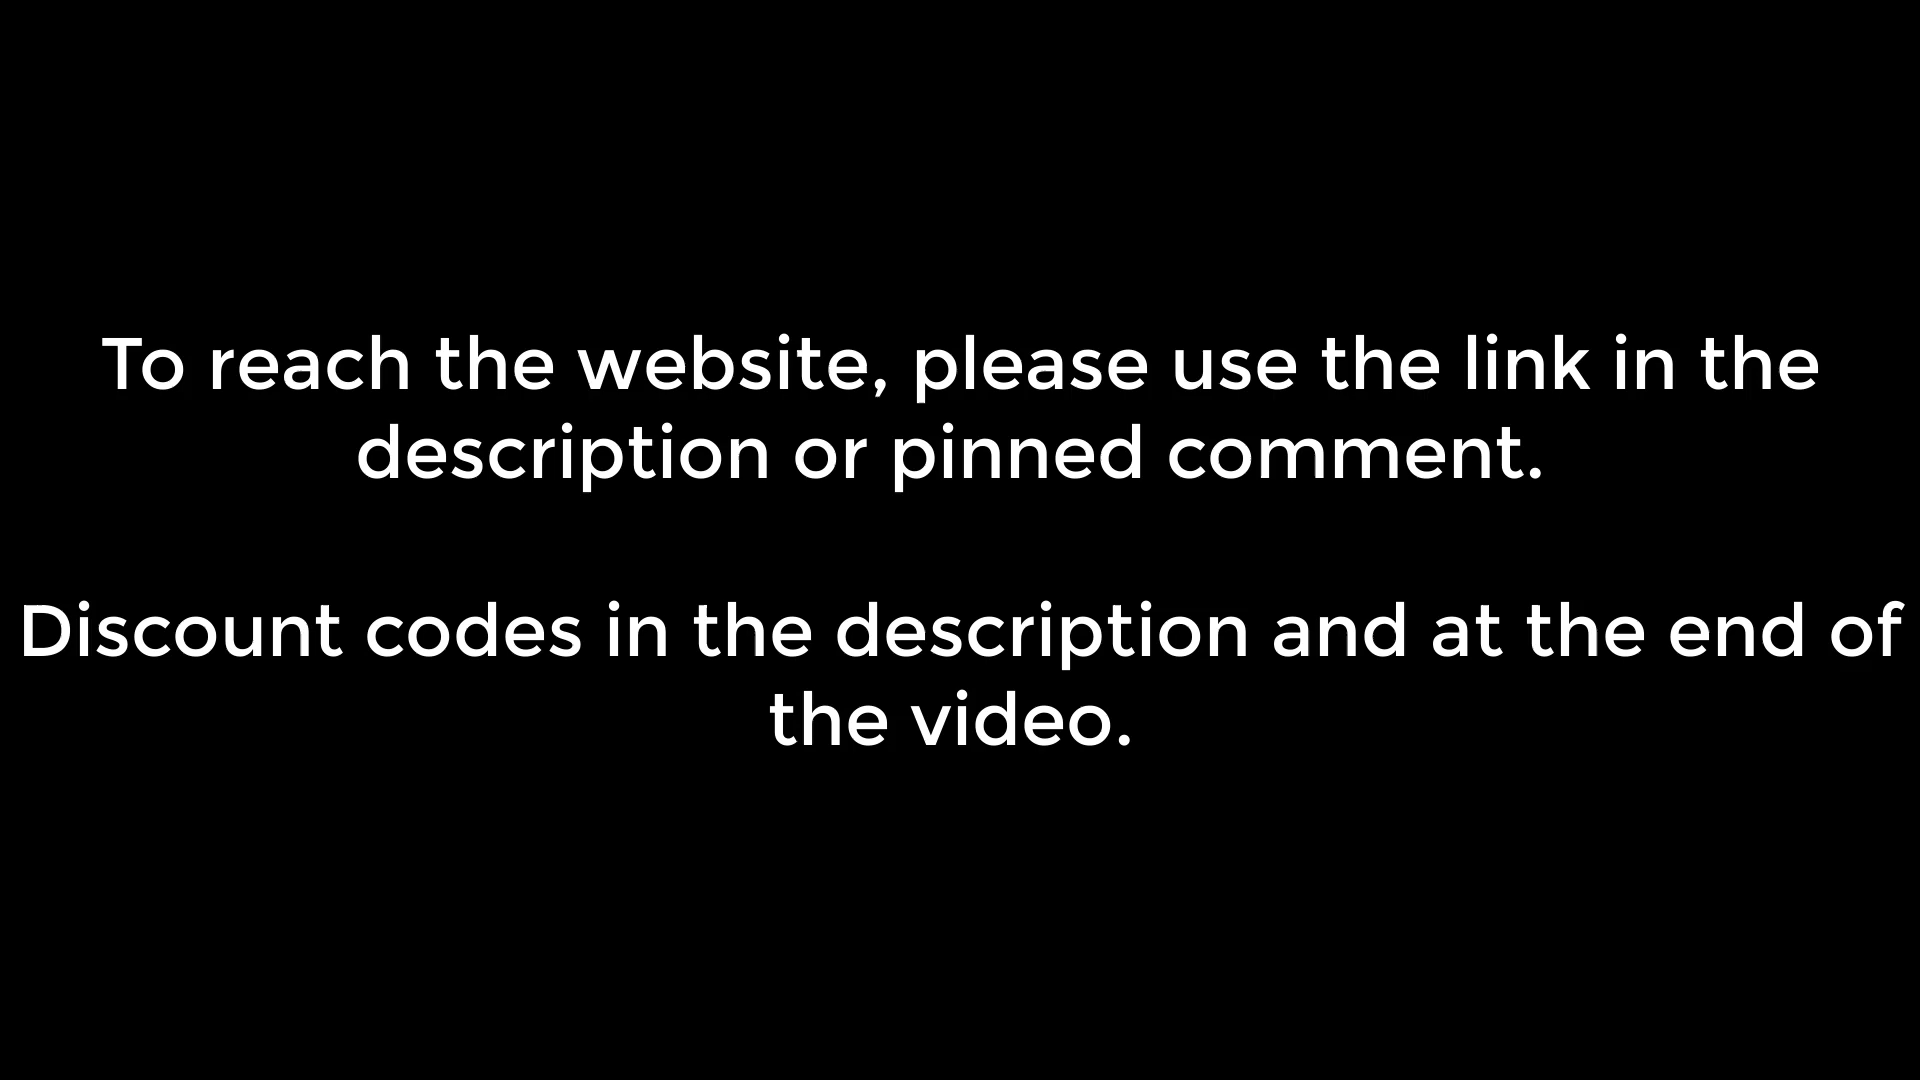 To reach the website, please use the link in the
description or pinned comment.
Discount codes in the description and at the end of
the video.